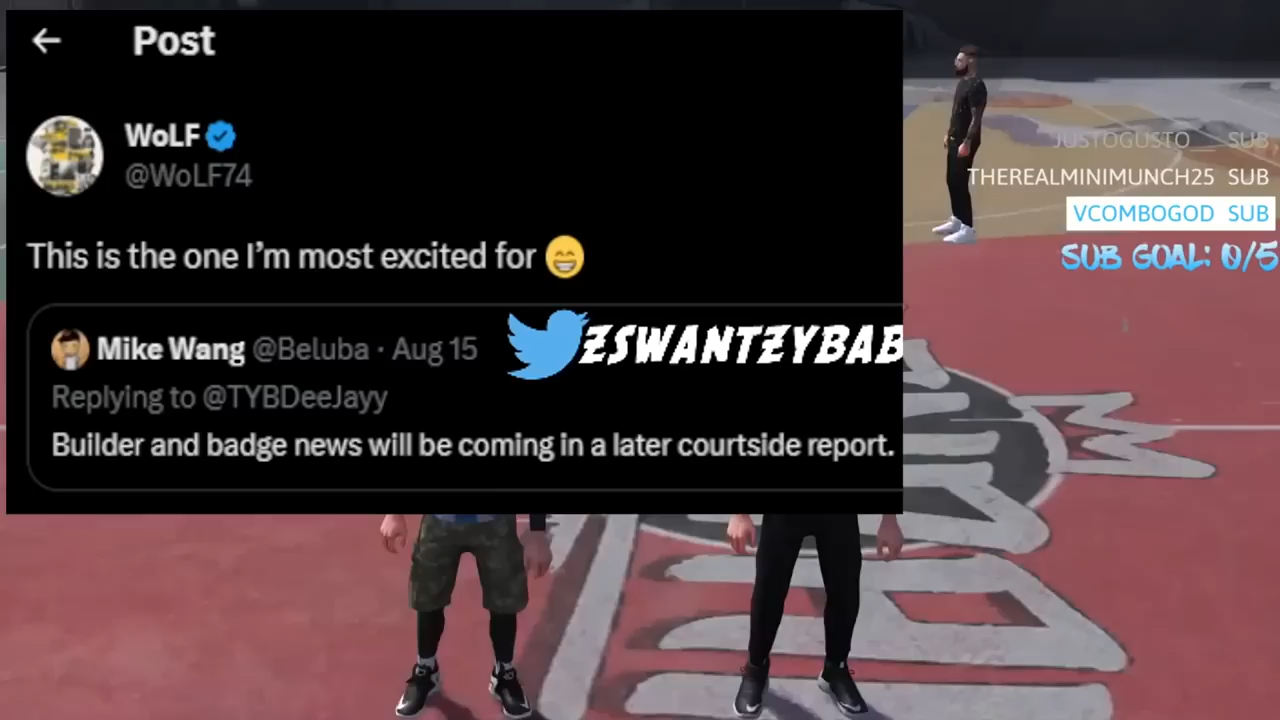 Post
WoLF
@WoLF74
This is the one I’m most excited for 😁
Mike Wang @Beluba · Aug 15
ZSWANTZYBAB
Replying to @TYBDeeJayy
Builder and badge news will be coming in a later courtside report.
JUSTOGUSTO SUB
THEREALMINIMUNCH25 SUB
VCOMBOGOD SUB
SUB GOAL: 0/5